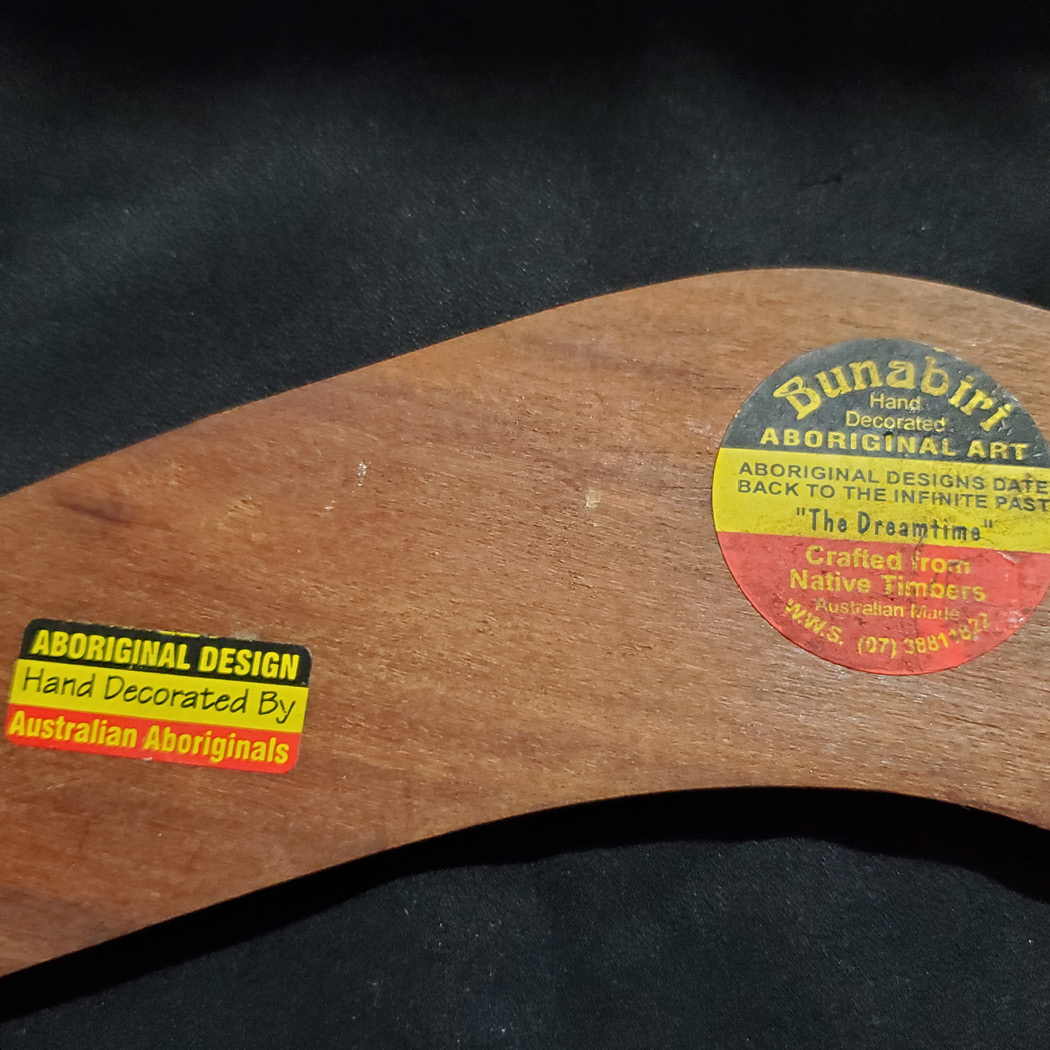 Bunabiri
Hand
Decorated
ABORIGINAL ART
ABORIGINAL DESIGNS DATE
BACK TO THE INFINITE PAST
"The Dreamtime"
Crafted from
Native Timbers
Australian Made
W.W.S. (07)
ABORIGINAL DESIGN
Hand Decorated By
Australian Aboriginals